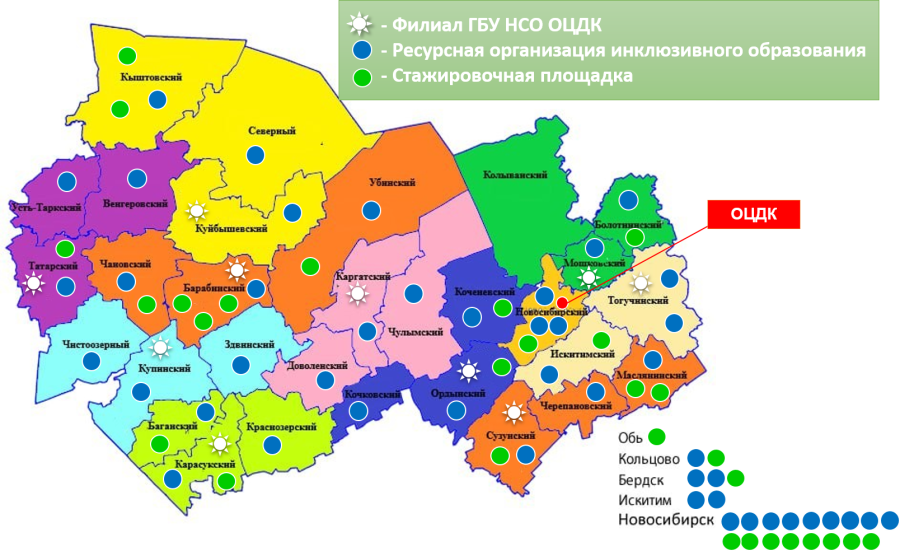 - Филиал ГБУ НСО ОЦДК
- Ресурсная организация инклюзивного образования
- Стажировочная площадка
Кыштовский
Северный
Убинский
Колыванский
Усть-Таркский
Венгеровский
Куйбышевский
Болотнинский
ОЦДК
Татарский
Чановский
Барабинский
Каргатский
Коченевский
Мошковский
Тогучинский
Новосибирский
Чистоозерный
Купинский
Здвинский
Чулымский
Искитимский
Доволенский
Маслянинский
Кочковский
Ордынский
Черепановский
Баганский
Краснозерский
Сузунский
Карасукский
Обь
Кольцово
Бердск
Искитим
Новосибирск